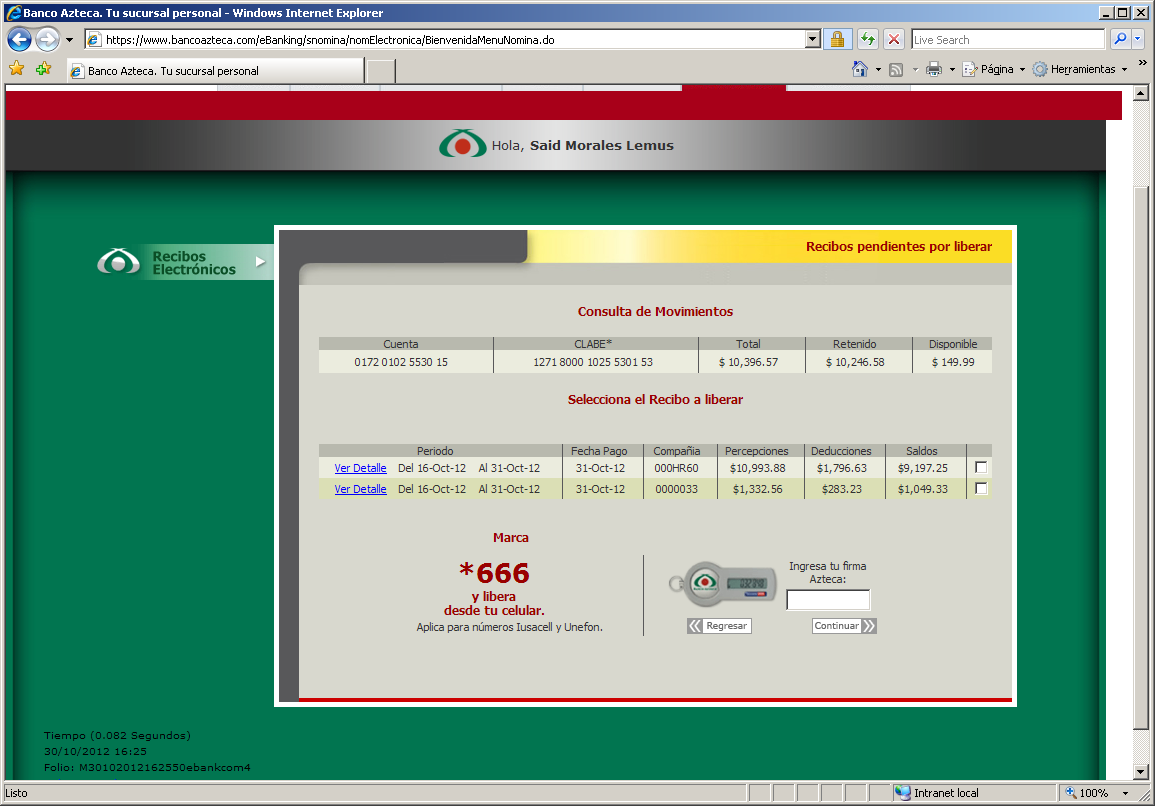 Banco Azteca. Tu sucursal personal - Windows Internet Explorer
https://www.bancoazteca.com/eBanking/snomina/nomElectronica/BienvenidaMenuNomina.do
Live Search
Banco Azteca. Tu sucursal personal
Página
Herramientas
Hola, Said Morales Lemus
Recibos
Electrónicos
Recibos pendientes por liberar
Consulta de Movimientos
Cuenta CLABE* Total Retenido Disponible
0172 0102 5530 15 1271 8000 1025 5301 53 $ 10,396.57 $ 10,246.58 $ 149.99
Selecciona el Recibo a liberar
Periodo Fecha Pago Compañia Percepciones Deducciones Saldos
Ver Detalle Del 16-Oct-12 Al 31-Oct-12 31-Oct-12 000HR60 $10,993.88 $1,796.63 $9,197.25
Ver Detalle Del 16-Oct-12 Al 31-Oct-12 31-Oct-12 0000033 $1,332.56 $283.23 $1,049.33
Marca
*666
y libera
desde tu celular.
Aplica para números Iusacell y Unefon.
Ingresa tu firma
Azteca:
Regresar
Continuar
Tiempo (0.082 Segundos)
30/10/2012 16:25
Folio: M30102012162550ebankcom4
Listo
Intranet local
100%